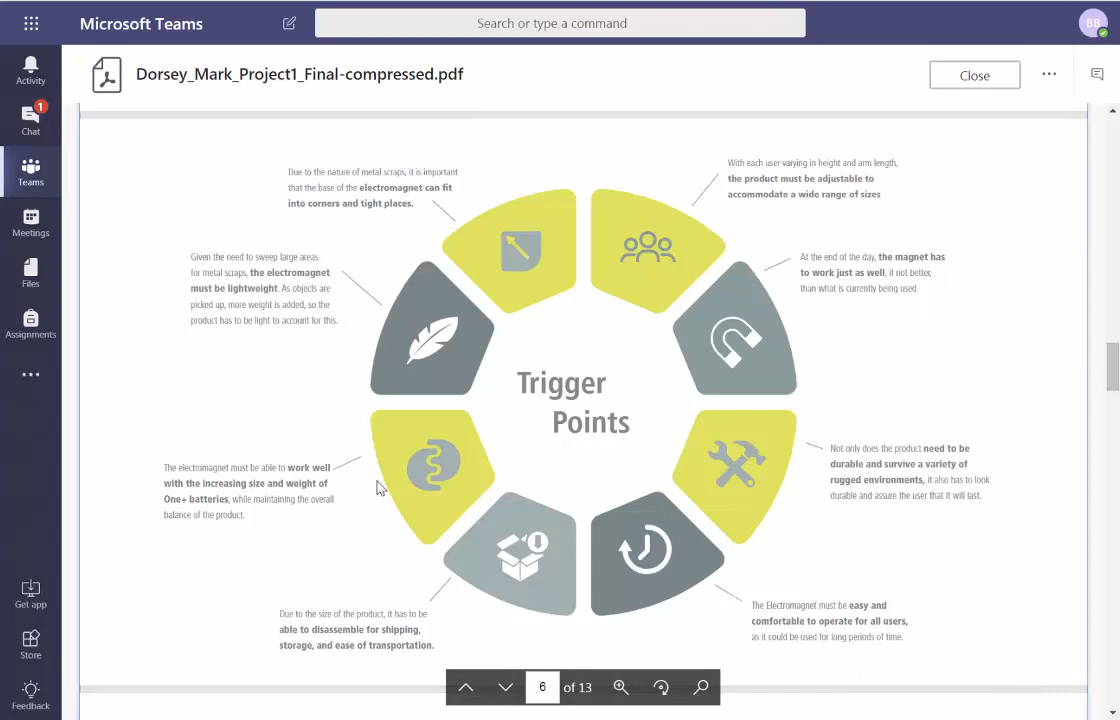 Microsoft Teams
Search or type a command
BB
Activity
1
Chat
Teams
Meetings
Files
Assignments
Get app
Store
Feedback
Dorsey_Mark_Project1_Final-compressed.pdf
Close
Due to the nature of metal scraps, it is important
that the base of the electromagnet can fit
into corners and tight places.
With each user varying in height and arm length,
the product must be adjustable to
accommodate a wide range of sizes
Given the need to sweep large areas
for metal scraps, the electromagnet
must be lightweight. As objects are
picked up, more weight is added, so the
product has to be light to account for this.
At the end of the day, the magnet has
to work just as well, if not better,
than what is currently being used
Trigger
Points
The electromagnet must be able to work well
with the increasing size and weight of
One+ batteries, while maintaining the overall
balance of the product.
Not only does the product need to be
durable and survive a variety of
rugged environments, it also has to look
durable and assure the user that it will last.
Due to the size of the product, it has to be
able to disassemble for shipping,
storage, and ease of transportation.
The Electromagnet must be easy and
comfortable to operate for all users,
as it could be used for long periods of time.
6 of 13